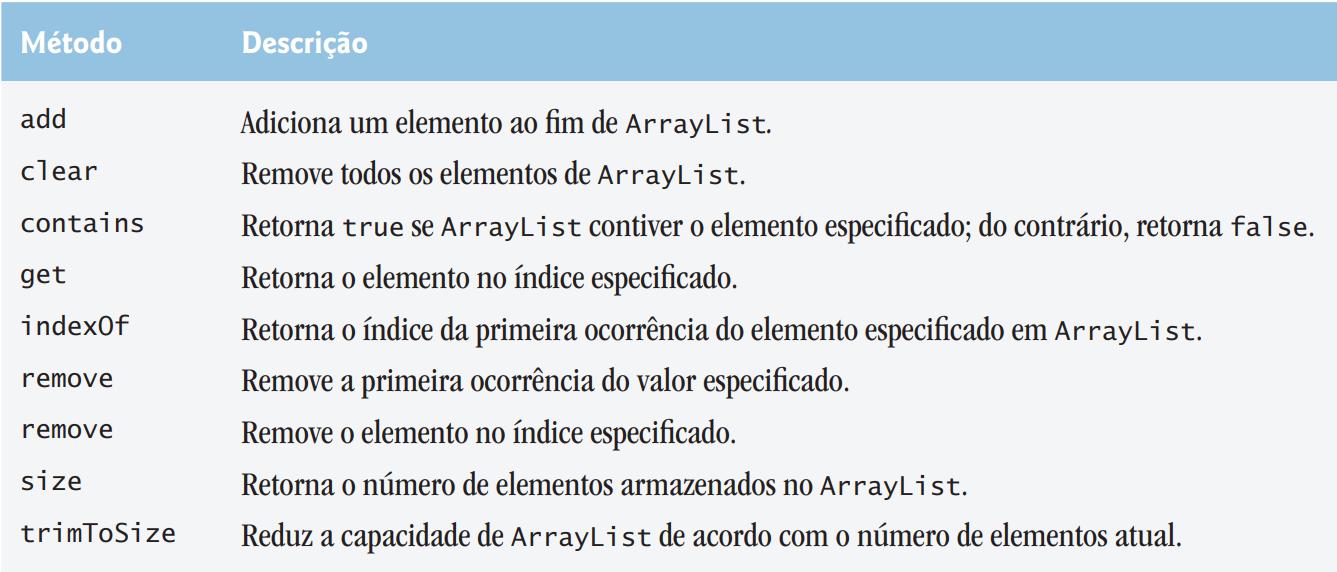 Método Descrição
add Adiciona um elemento ao fim de ArrayList.
clear Remove todos os elementos de ArrayList.
contains Retorna true se ArrayList contiver o elemento especificado; do contrário, retorna false.
get Retorna o elemento no índice especificado.
indexOf Retorna o índice da primeira ocorrência do elemento especificado em ArrayList.
remove Remove a primeira ocorrência do valor especificado.
remove Remove o elemento no índice especificado.
size Retorna o número de elementos armazenados no ArrayList.
trimToSize Reduz a capacidade de ArrayList de acordo com o número de elementos atual.